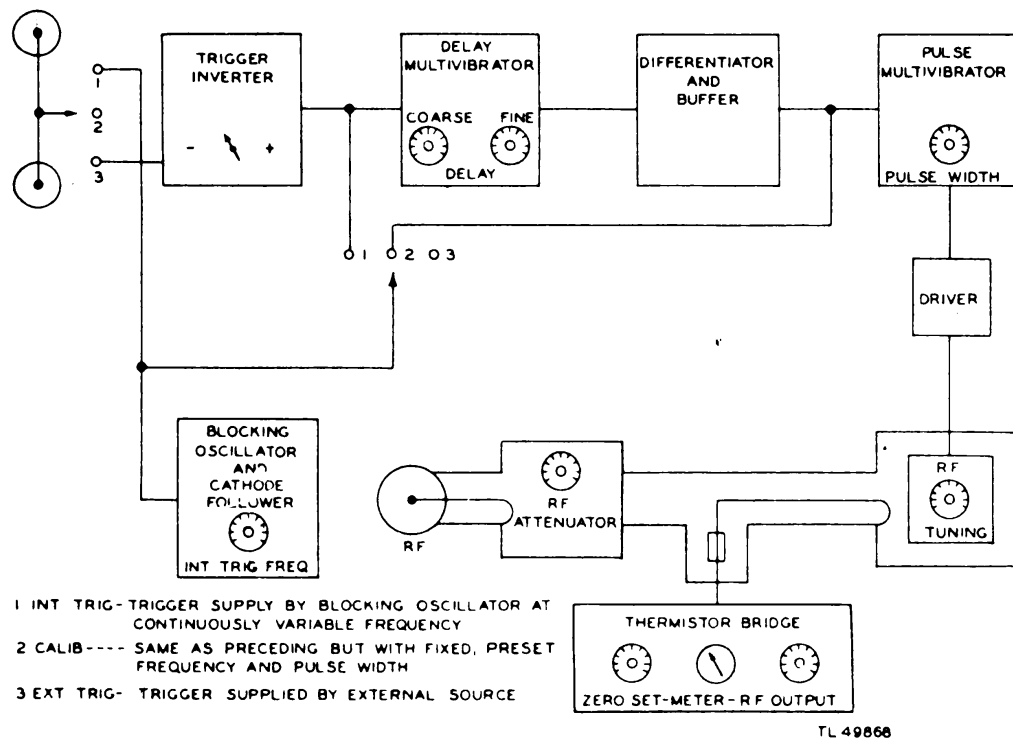 1
2
3
TRIGGER
INVERTER
- +
DELAY
MULTIVIBRATOR
COARSE FINE
DELAY
DIFFERENTIATOR
AND
BUFFER
PULSE
MULTIVIBRATOR
PULSE WIDTH
1 2 3
DRIVER
BLOCKING
OSCILLATOR
AND
CATHODE
FOLLOWER
INT TRIG FREQ
RF
RF
ATTENUATOR
RF
TUNING
THERMISTOR BRIDGE
ZERO SET-METER-RF OUTPUT
1 INT TRIG-TRIGGER SUPPLY BY BLOCKING OSCILLATOR AT
CONTINUOUSLY VARIABLE FREQUENCY
2 CALIB---- SAME AS PRECEDING BUT WITH FIXED, PRESET
FREQUENCY AND PULSE WIDTH
3 EXT TRIG- TRIGGER SUPPLIED BY EXTERNAL SOURCE
TL 49868